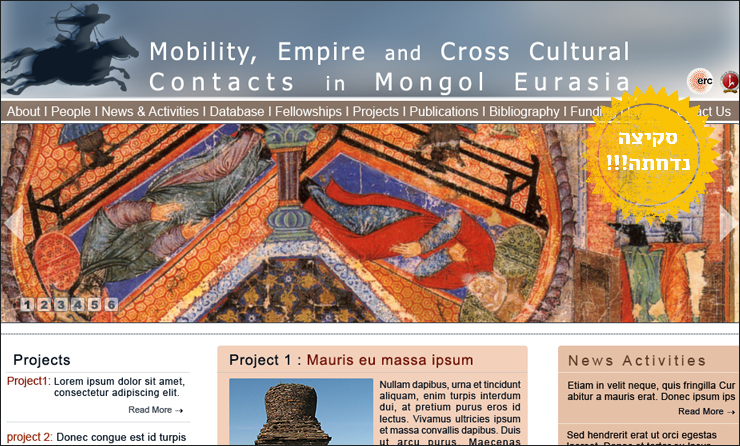 Mobility, Empire and Cross Cultural
Contacts in Mongol Eurasia
erc
About I People I News & Activities I Database I Fellowships I Projects I Publications I Bibliography I
Us
סקיצה
נדחתה!!!
1 2 3 4 5 6
Projects
Project1: Lorem ipsum dolor sit amet,
consectetur adipiscing elit.
Read More →
project 2: Donec congue est id turpis
Project 1 : Mauris eu massa ipsum
Nullam dapibus, urna et tincidunt
aliquam, enim turpis interdum
dui, at pretium purus eros id
lectus. Vivamus ultricies ipsum
et massa convallis dapibus. Duis
ut arcu purus. Maecenas
News Activities
Etiam in velit neque, quis fringilla Cur
abitur a mauris erat. Donec ipsum ips
Read More →
Sed hendrerit erat ut orci egestas